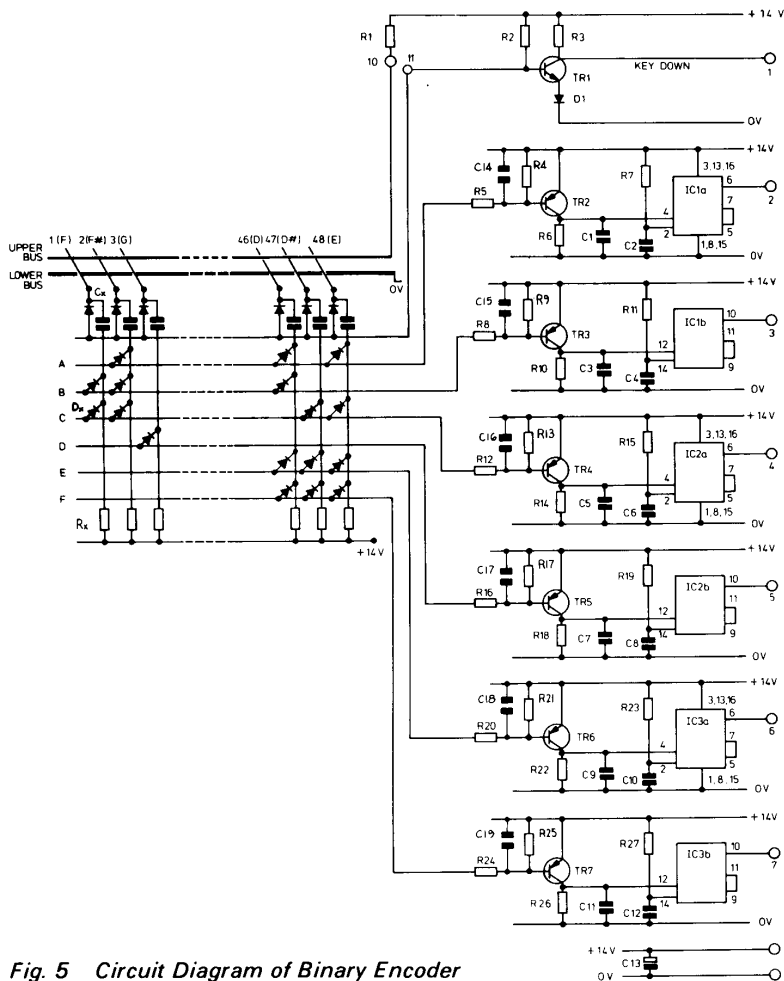 +14V
R1
R2
R3
10
11
TR1
KEY DOWN
1
D1
0V
+14V
C14
R4
R7
3,13,16
6
IC1a
2
R5
TR2
4
7
2
5
R6
C1
C2
1,8,15
0V
1(F) 2(F#) 3(G)
46(D) 47(D#) 48(E)
UPPER
BUS
LOWER
BUS
0V
Cx
+14V
C15
R9
R11
10
IC1b
3
R8
TR3
12
11
14
9
R10
C3
C4
0V
A
B
Dx
C
D
E
F
Rx
+14V
+14V
C16
R13
R15
3,13,16
6
IC2a
4
R12
TR4
4
7
2
5
R14
C5
C6
1,8,15
0V
+14V
C17
R17
R19
10
IC2b
5
R16
TR5
12
11
14
9
R18
C7
C8
0V
+14V
C18
R21
R23
3,13,16
6
IC3a
6
R20
TR6
4
7
2
5
R22
C9
C10
1,8,15
0V
+14V
C19
R25
R27
10
IC3b
7
R24
TR7
12
11
14
9
R26
C11
C12
0V
+14V
C13
0V
Fig. 5 Circuit Diagram of Binary Encoder